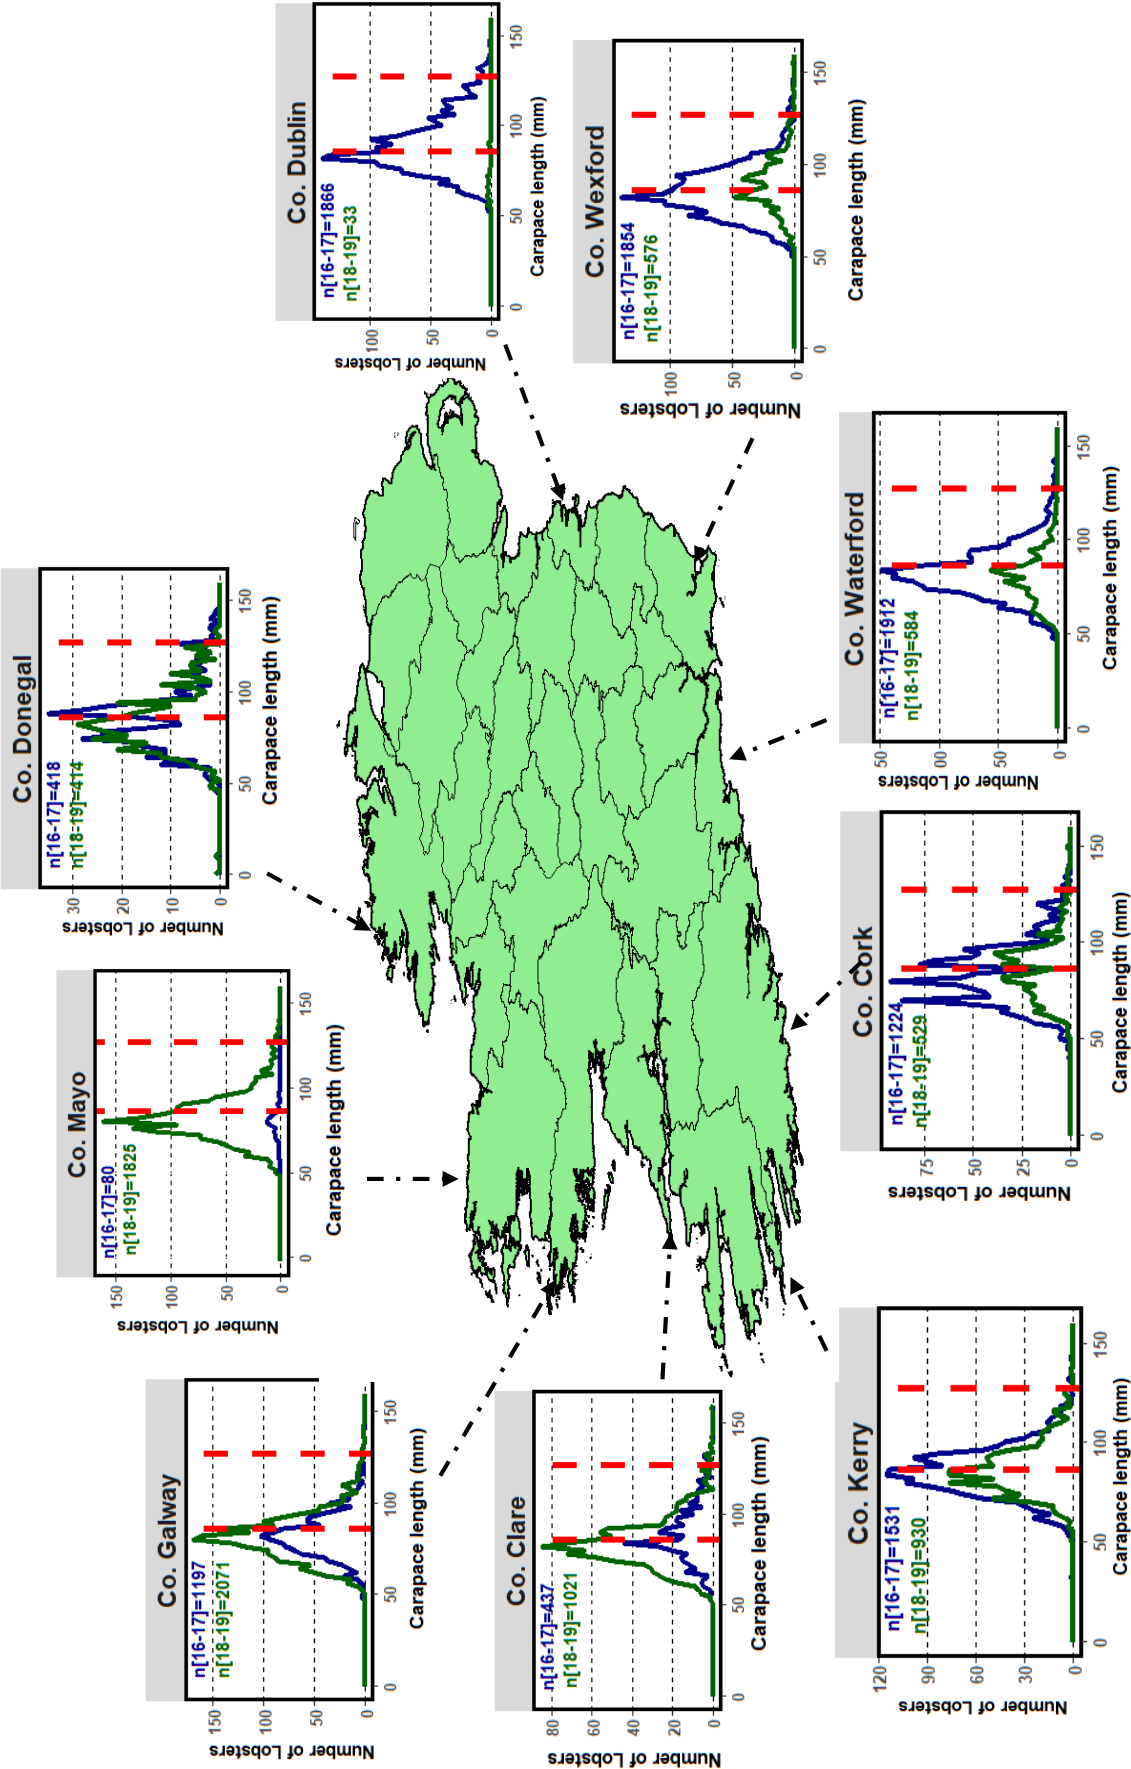 Co. Donegal
n[16-17]=418
n[18-19]=414
Number of Lobsters
30
20
10
0
0
50
100
150
Carapace length (mm)
Co. Dublin
n[16-17]=1866
n[18-19]=33
Number of Lobsters
100
50
0
0
50
100
150
Carapace length (mm)
Co. Mayo
n[16-17]=80
n[18-19]=1825
Number of Lobsters
150
100
50
0
0
50
100
150
Carapace length (mm)
Co. Wexford
n[16-17]=1854
n[18-19]=576
Number of Lobsters
100
50
0
0
50
100
150
Carapace length (mm)
Co. Galway
n[16-17]=1197
n[18-19]=2071
Number of Lobsters
150
100
50
0
0
50
100
150
Carapace length (mm)
Co. Waterford
n[16-17]=1912
n[18-19]=584
Number of Lobsters
50
00
50
0
0
50
100
150
Carapace length (mm)
Co. Clare
n[16-17]=437
n[18-19]=1021
Number of Lobsters
80
60
40
20
0
0
50
100
150
Carapace length (mm)
Co. Cork
n[16-17]=1224
n[18-19]=529
Number of Lobsters
75
50
25
0
0
50
100
150
Carapace length (mm)
Co. Kerry
n[16-17]=1531
n[18-19]=930
Number of Lobsters
120
90
60
30
0
0
50
100
150
Carapace length (mm)